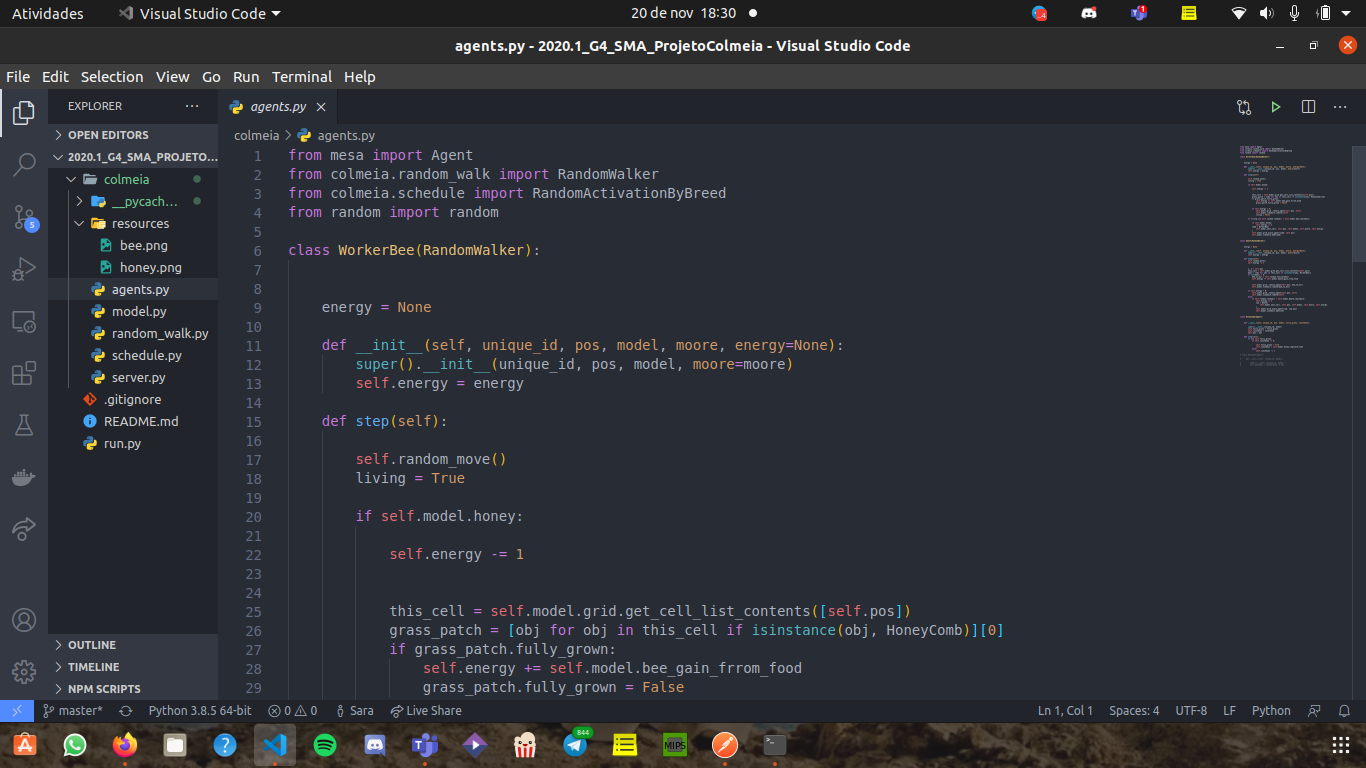 Atividades Visual Studio Code 20 de nov 18:30 4 1
agents.py - 2020.1_G4_SMA_ProjetoColmeia - Visual Studio Code
File Edit Selection View Go Run Terminal Help
EXPLORER ···
OPEN EDITORS
2020.1_G4_SMA_PROJETO...
colmeia
__pycach...
resources
bee.png
honey.png
agents.py
model.py
random_walk.py
schedule.py
server.py
.gitignore
README.md
run.py
OUTLINE
TIMELINE
NPM SCRIPTS
5
agents.py
colmeia > agents.py
1 from mesa import Agent
2 from colmeia.random_walk import RandomWalker
3 from colmeia.schedule import RandomActivationByBreed
4 from random import random
5
6 class WorkerBee(RandomWalker):
7
8
9 energy = None
10
11 def __init__(self, unique_id, pos, model, moore, energy=None):
12 super().__init__(unique_id, pos, model, moore=moore)
13 self.energy = energy
14
15 def step(self):
16
17 self.random_move()
18 living = True
19
20 if self.model.honey:
21
22 self.energy -= 1
23
24
25 this_cell = self.model.grid.get_cell_list_contents([self.pos])
26 grass_patch = [obj for obj in this_cell if isinstance(obj, HoneyComb)][0]
27 if grass_patch.fully_grown:
28 self.energy += self.model.bee_gain_frrom_food
29 grass_patch.fully_grown = False
master* Python 3.8.5 64-bit 0 0 Sara Live Share Ln 1, Col 1 Spaces: 4 UTF-8 LF Python
844
MIPS